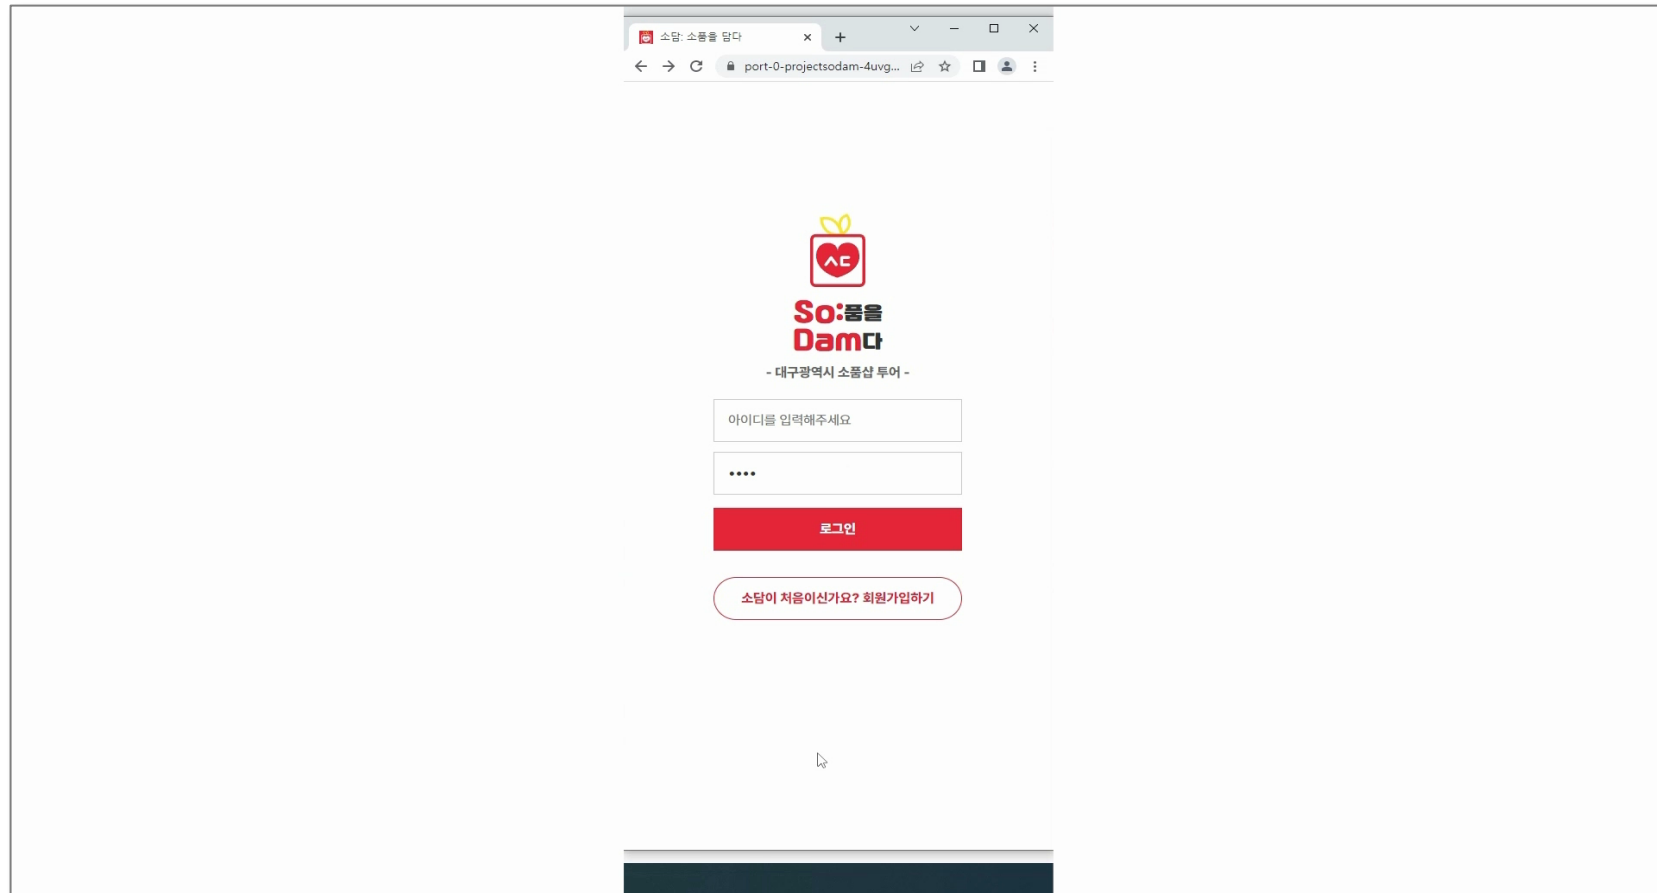 소담: 소품을 담다
port-0-projectsodam-4uvg...
ㅅㄷ
So:품을
Dam다
- 대구광역시 소품샵 투어 -
아이디를 입력해주세요
••••
로그인
소담이 처음이신가요? 회원가입하기